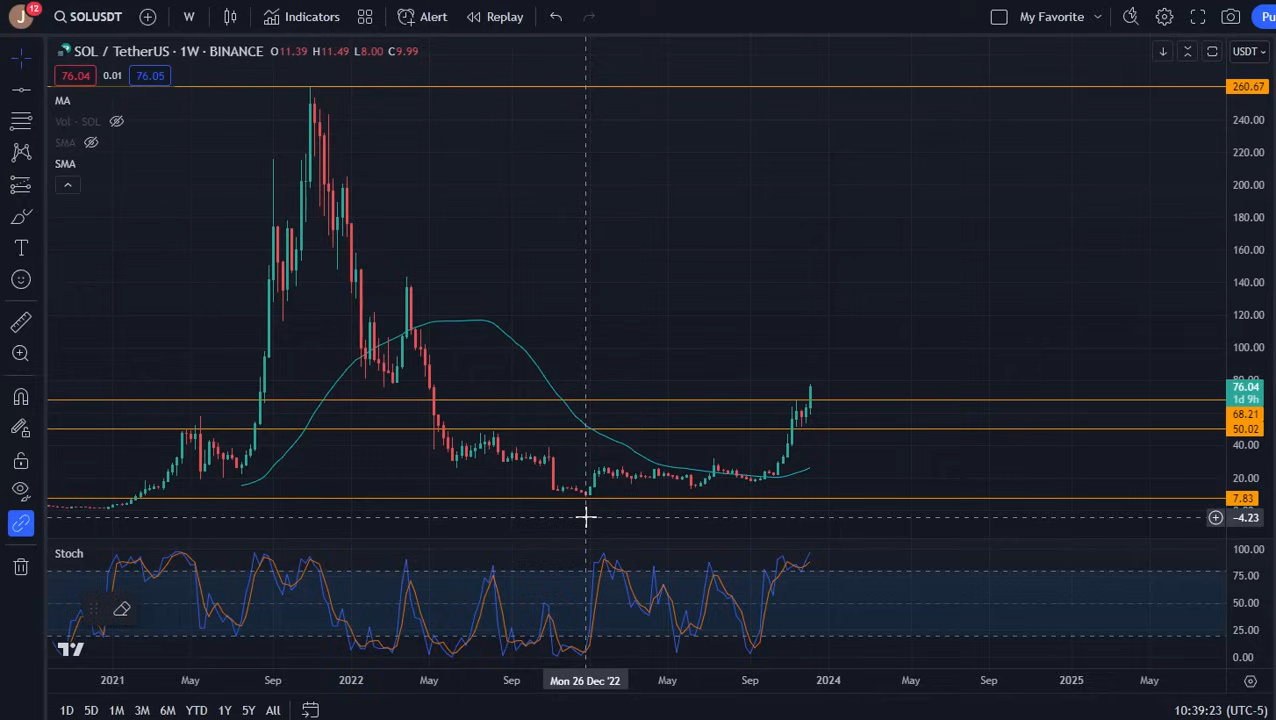 J 12 SOLUSDT W Indicators Alert Replay My Favorite Pu
SOL / TetherUS · 1W · BINANCE O11.39 H11.49 L8.00 C9.99 USDT
76.04 0.01 76.05
MA
Vol · SOL
SMA
SMA
260.67
240.00
220.00
200.00
180.00
160.00
140.00
120.00
100.00
76.04
1d 9h
68.21
50.02
40.00
20.00
7.83
−4.23
Stoch
100.00
75.00
50.00
25.00
0.00
2021 May Sep 2022 May Sep Mon 26 Dec '22 May Sep 2024 May Sep 2025 May
1D 5D 1M 3M 6M YTD 1Y 5Y All 10:39:23 (UTC-5)